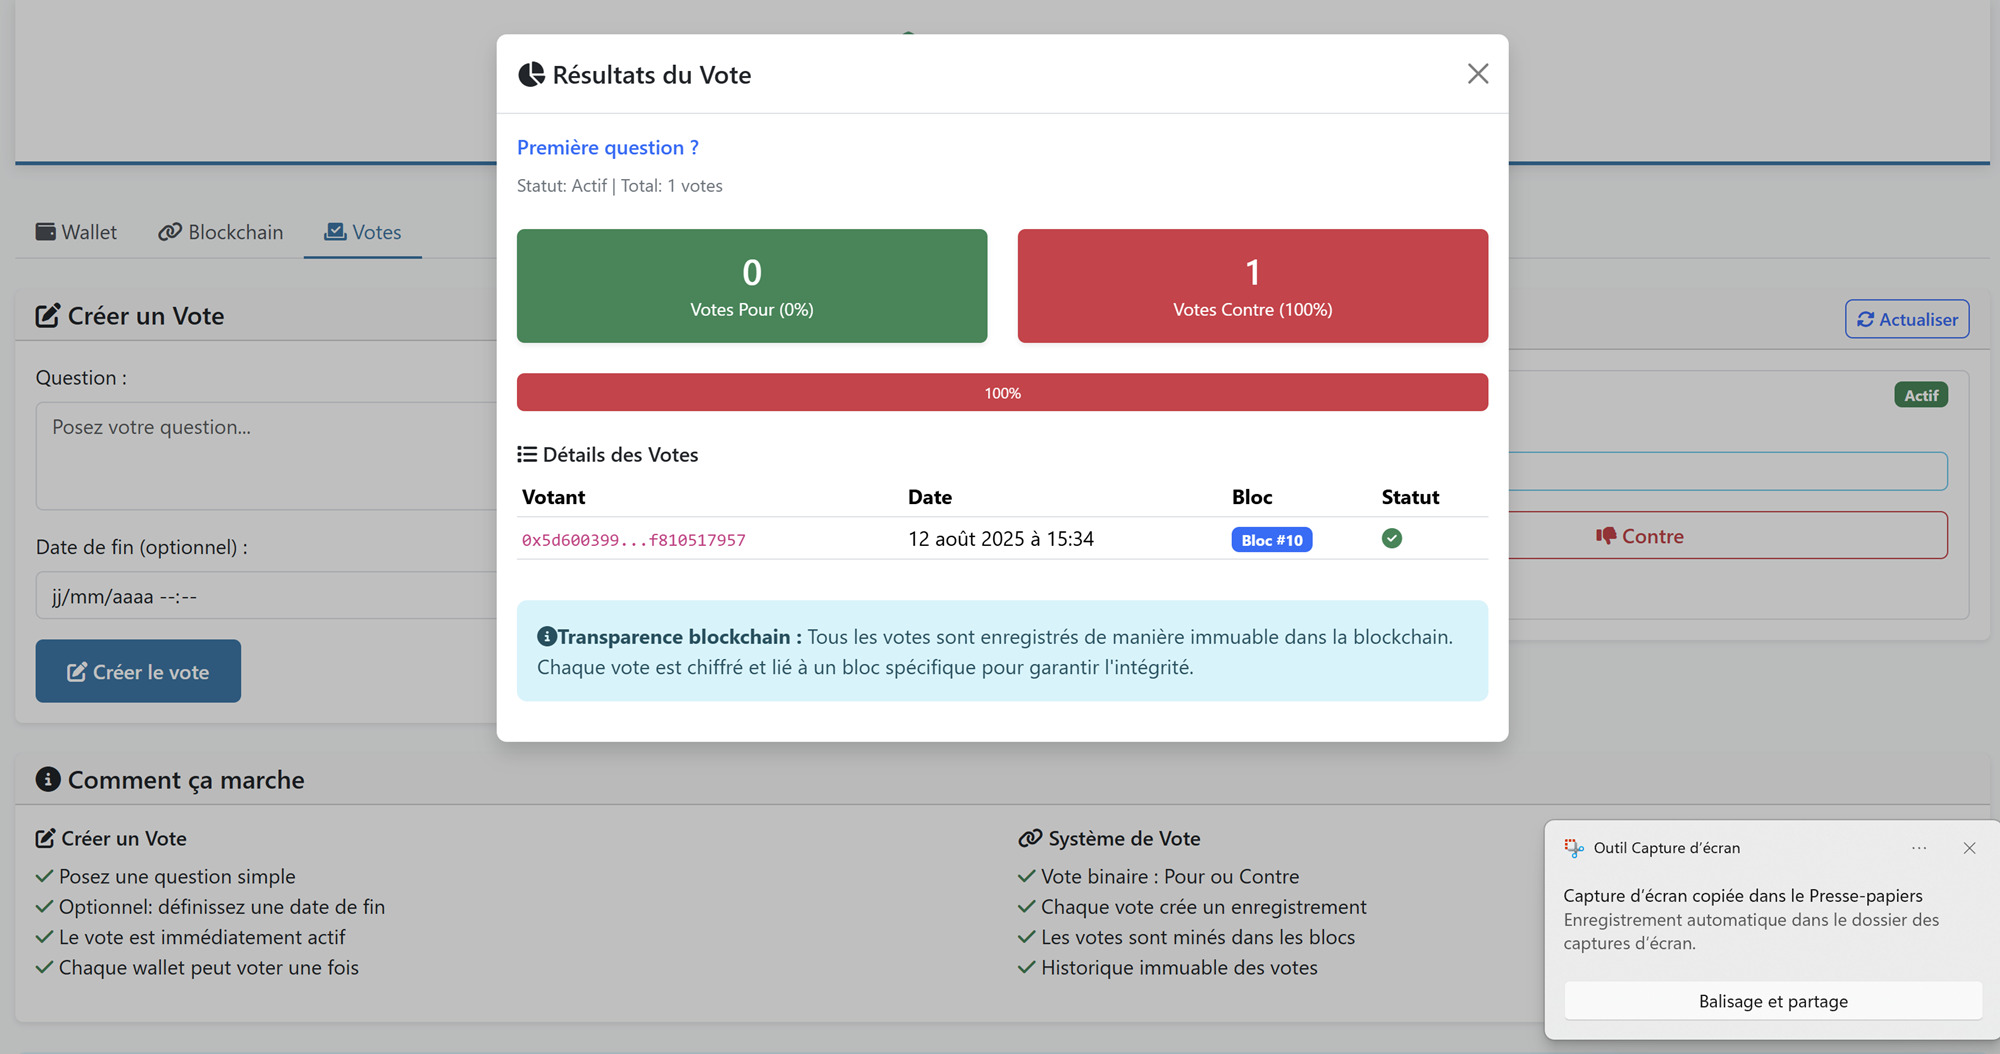 Résultats du Vote
Première question ?
Statut: Actif | Total: 1 votes
0
Votes Pour (0%)
1
Votes Contre (100%)
100%
Détails des Votes
Votant Date Bloc Statut
0x5d600399...f810517957 12 août 2025 à 15:34 Bloc #10
Transparence blockchain : Tous les votes sont enregistrés de manière immuable dans la blockchain.
Chaque vote est chiffré et lié à un bloc spécifique pour garantir l'intégrité.
Wallet Blockchain Votes
Créer un Vote
Question :
Posez votre question...
Date de fin (optionnel) :
jj/mm/aaaa --:--
Créer le vote
Actualiser
Actif
Contre
Comment ça marche
Créer un Vote
Posez une question simple
Optionnel: définissez une date de fin
Le vote est immédiatement actif
Chaque wallet peut voter une fois
Système de Vote
Vote binaire : Pour ou Contre
Chaque vote crée un enregistrement
Les votes sont minés dans les blocs
Historique immuable des votes
Outil Capture d'écran
Capture d'écran copiée dans le Presse-papiers
Enregistrement automatique dans le dossier des
captures d'écran.
Balisage et partage